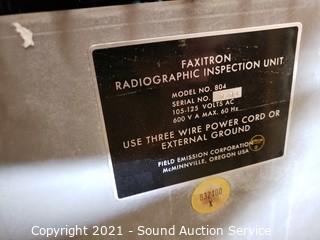 FAXITRON
RADIOGRAPHIC INSPECTION UNIT
MODEL NO. 804
SERIAL NO.
105-125 VOLTS AC
600 V A MAX. 60 Hz
USE THREE WIRE POWER CORD OR
EXTERNAL GROUND
FIELD EMISSION CORPORATION
McMINNVILLE, OREGON USA
832400
Copyright 2021 - Sound Auction Service